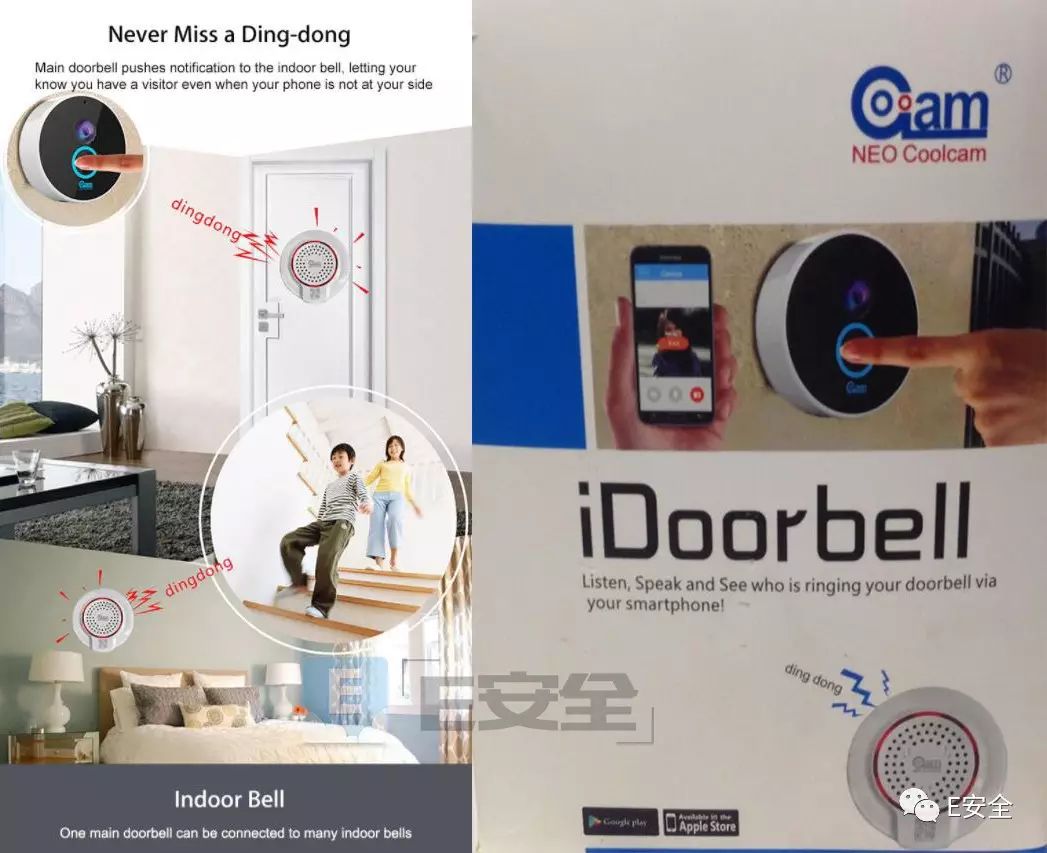 Never Miss a Ding-dong
Main doorbell pushes notification to the indoor bell, letting your
know you have a visitor even when your phone is not at your side
dingdong
dingdong
Indoor Bell
One main doorbell can be connected to many indoor bells
Coolcam
®
NEO Coolcam
iDoorbell
Listen, Speak and See who is ringing your doorbell via
your smartphone!
ding dong
Google play
Available in the
Apple Store
E安全
E安全